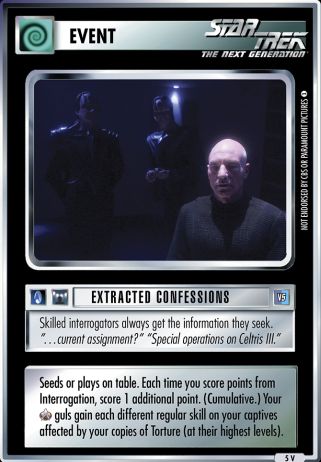 EVENT
STAR TREK
THE NEXT GENERATION
NOT ENDORSED BY CBS OR PARAMOUNT PICTURES
EXTRACTED CONFESSIONS
V5
Skilled interrogators always get the information they seek.
"…current assignment?" "Special operations on Celtris III."
Seeds or plays on table. Each time you score points from
Interrogation, score 1 additional point. (Cumulative.) Your
guls gain each different regular skill on your captives
affected by your copies of Torture (at their highest levels).
5 V